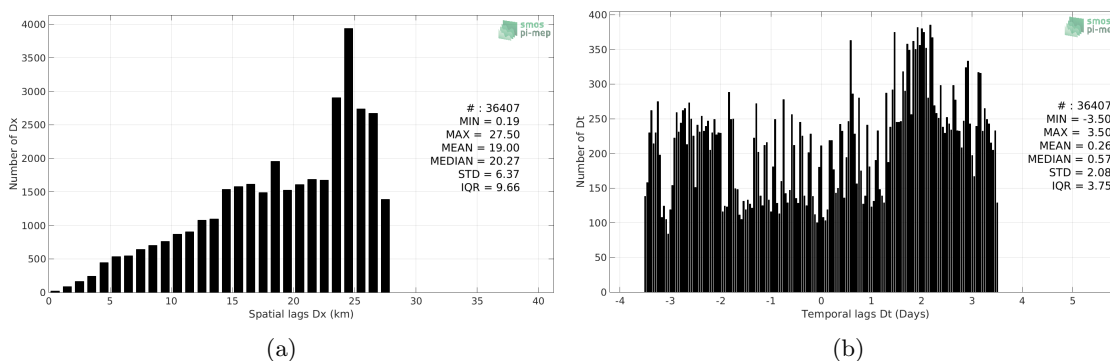 4000
3500
3000
2500
2000
1500
1000
500
0
Number of Dx
smos
pi-mep
# : 36407
MIN = 0.19
MAX = 27.50
MEAN = 19.00
MEDIAN = 20.27
STD = 6.37
IQR = 9.66
0 5 10 15 20 25 30 35 40
Spatial lags Dx (km)
(a)
400
350
300
250
200
150
100
50
0
Number of Dt
smos
pi-mep
# : 36407
MIN = -3.50
MAX = 3.50
MEAN = 0.26
MEDIAN = 0.57
STD = 2.08
IQR = 3.75
-4 -3 -2 -1 0 1 2 3 4 5
Temporal lags Dt (Days)
(b)